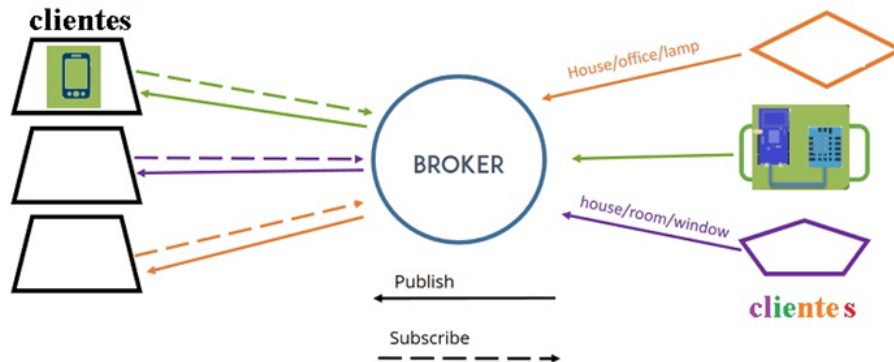 clientes
House/office/lamp
BROKER
house/room/window
Publish
clientes
Subscribe